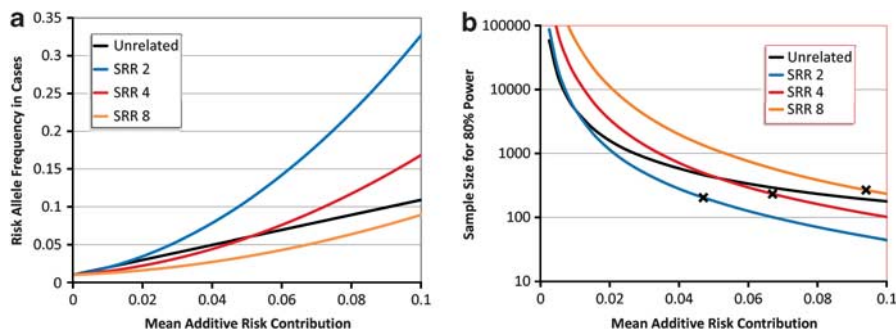 a
Risk Allele Frequency in Cases
0.35
0.3
0.25
0.2
0.15
0.1
0.05
0
Unrelated
SRR 2
SRR 4
SRR 8
0
0.02
0.04
0.06
0.08
0.1
Mean Additive Risk Contribution
b
Sample Size for 80% Power
100000
10000
1000
100
10
Unrelated
SRR 2
SRR 4
SRR 8
0
0.02
0.04
0.06
0.08
0.1
Mean Additive Risk Contribution